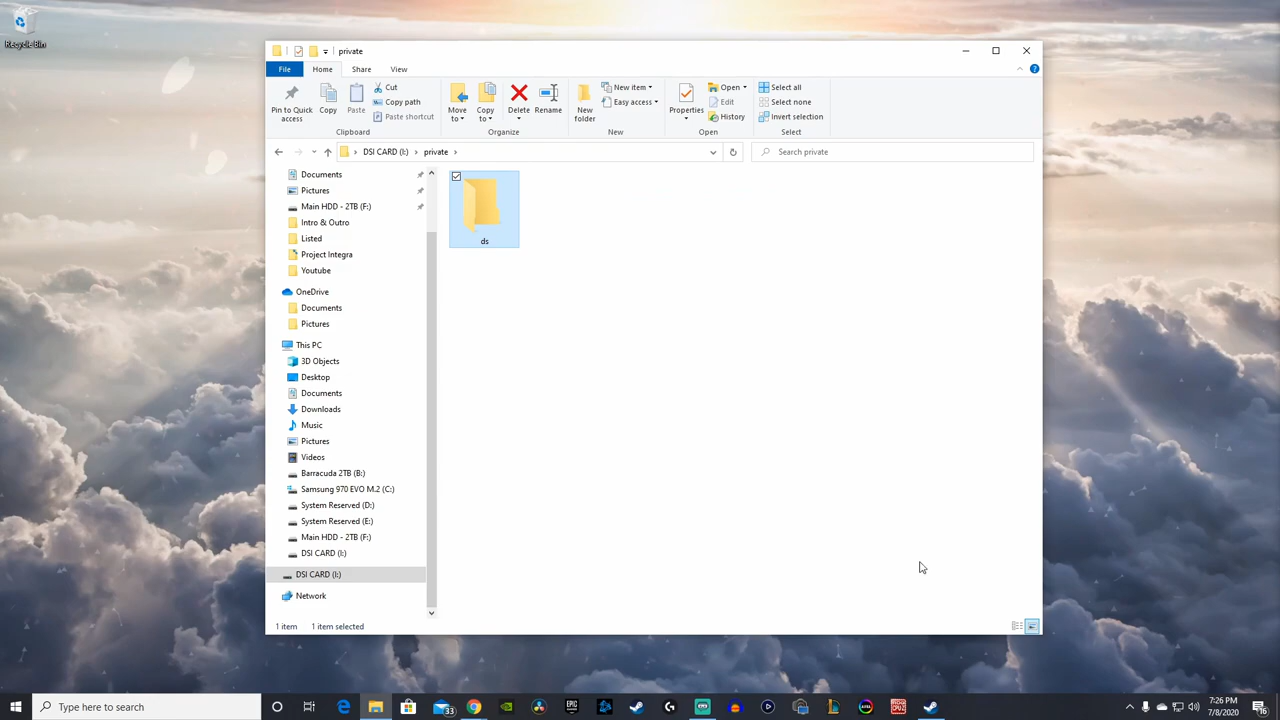 Recycle Bin
private
File
Home
Share
View
Pin to Quick access
Copy
Paste
Cut
Copy path
Paste shortcut
Clipboard
Move to
Copy to
Delete
Rename
Organize
New folder
New item
Easy access
New
Properties
Open
Edit
History
Open
Select all
Select none
Invert selection
Select
DSI CARD (I:)
private
Search private
Documents
Pictures
Main HDD - 2TB (F:)
Intro & Outro
Listed
Project Integra
Youtube
OneDrive
Documents
Pictures
This PC
3D Objects
Desktop
Documents
Downloads
Music
Pictures
Videos
Barracuda 2TB (B:)
Samsung 970 EVO M.2 (C:)
System Reserved (D:)
System Reserved (E:)
Main HDD - 2TB (F:)
DSI CARD (I:)
DSI CARD (I:)
Network
ds
1 item
1 item selected
Type here to search
33
EPIC
7:26 PM
7/8/2020
16